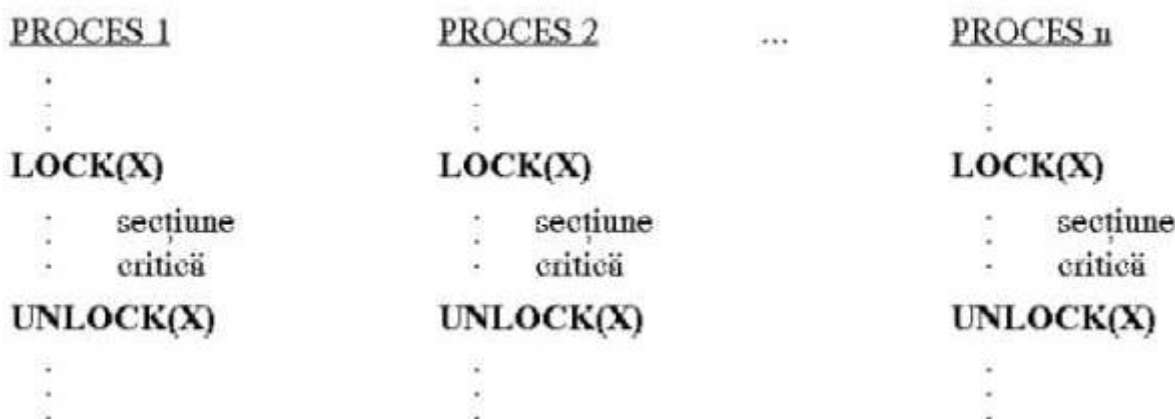 PROCES 1 PROCES 2 ... PROCES n
LOCK(X) LOCK(X) LOCK(X)
secțiune secțiune secțiune
critică critică critică
UNLOCK(X) UNLOCK(X) UNLOCK(X)